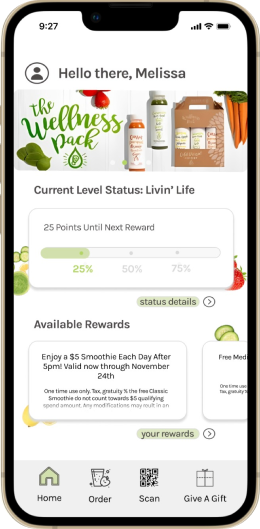 9:27
Hello there, Melissa
the
Wellness
Pack
Current Level Status: Livin' Life
25 Points Until Next Reward
25% 50% 75%
status details
Available Rewards
Enjoy a $5 Smoothie Each Day After
5pm! Valid now through November
24th
One time use only. Tax, gratuity % the free Classic
Smoothie do not count towards $5 qualifying
spend amount. Any modifications may result in an
Free Medi
One time use
Tax, gratuity %
your rewards
Home Order Scan Give A Gift